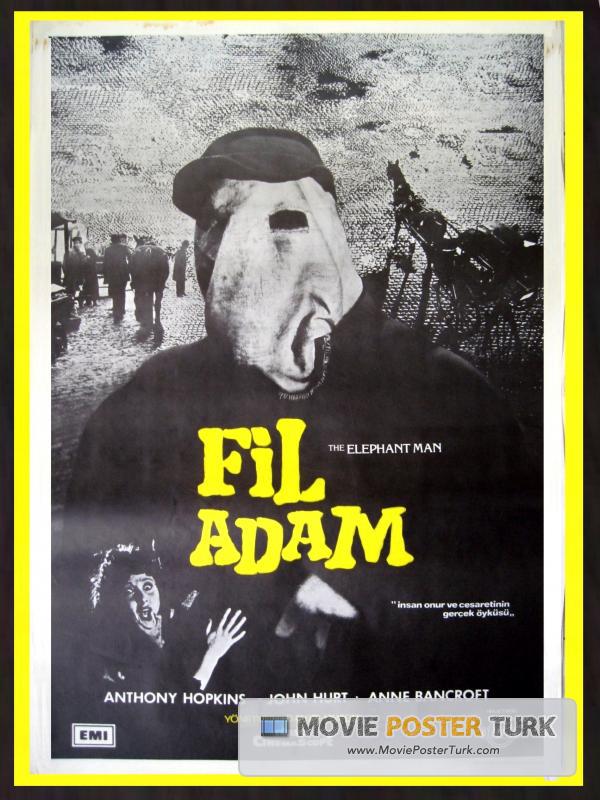 FiL
THE ELEPHANT MAN
ADAM
"insan onur ve cesaretinin
gerçek öyküsü„
ANTHONY HOPKINS JOHN HURT · ANNE BANCROFT
EMI
CINEMASCOPE
MOVIE POSTER TURK
www.MoviePosterTurk.com